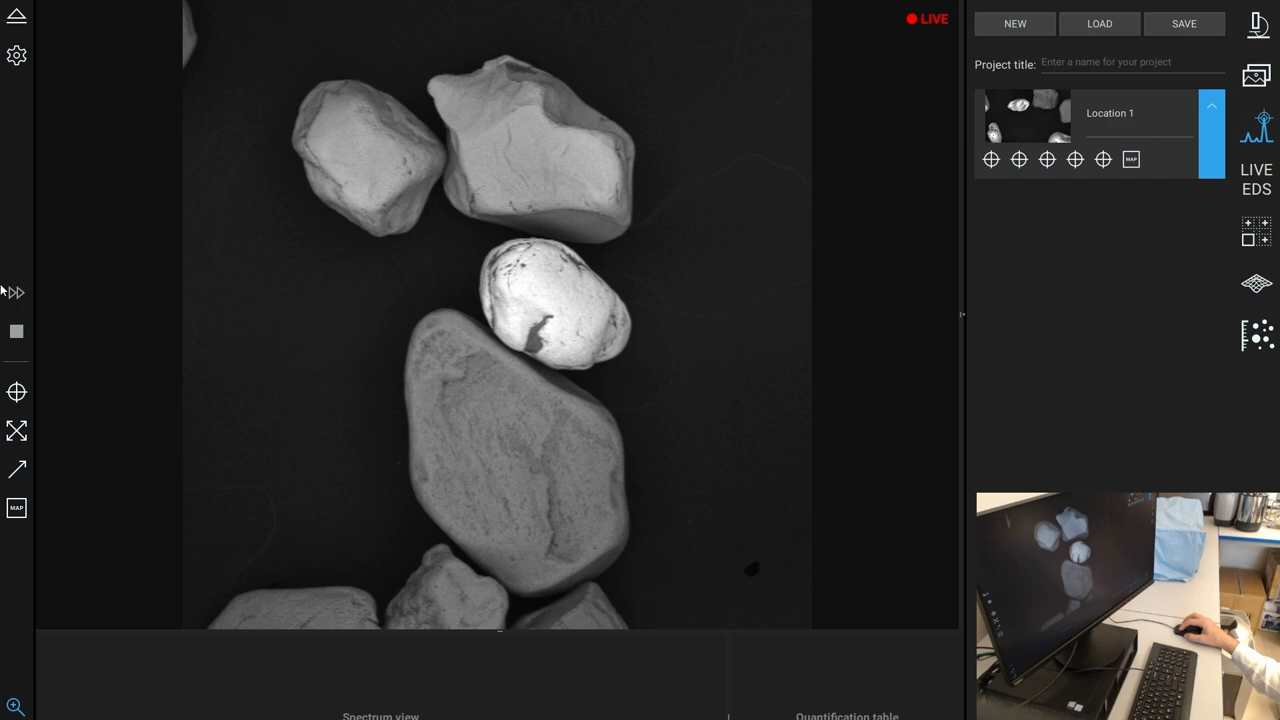 LIVE
NEW
LOAD
SAVE
Project title:
Enter a name for your project
Location 1
MAP
LIVE
EDS
MAP
Spectrum view
Quantification table